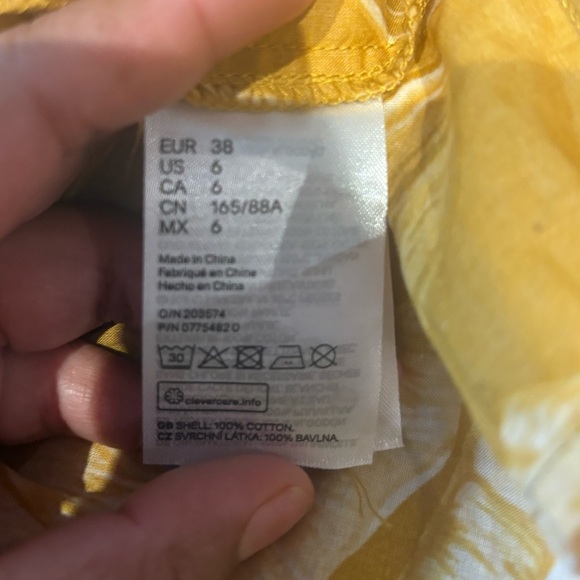 EUR 38
US 6
CA 6
CN 165/88A
MX 6
Made in China
Fabriqué en Chine
Hecho en China
O/N 203574
P/N 0775482 D
30
clevercare.info
GB SHELL: 100% COTTON.
CZ SVRCHNÍ LÁTKA: 100% BAVLNA.